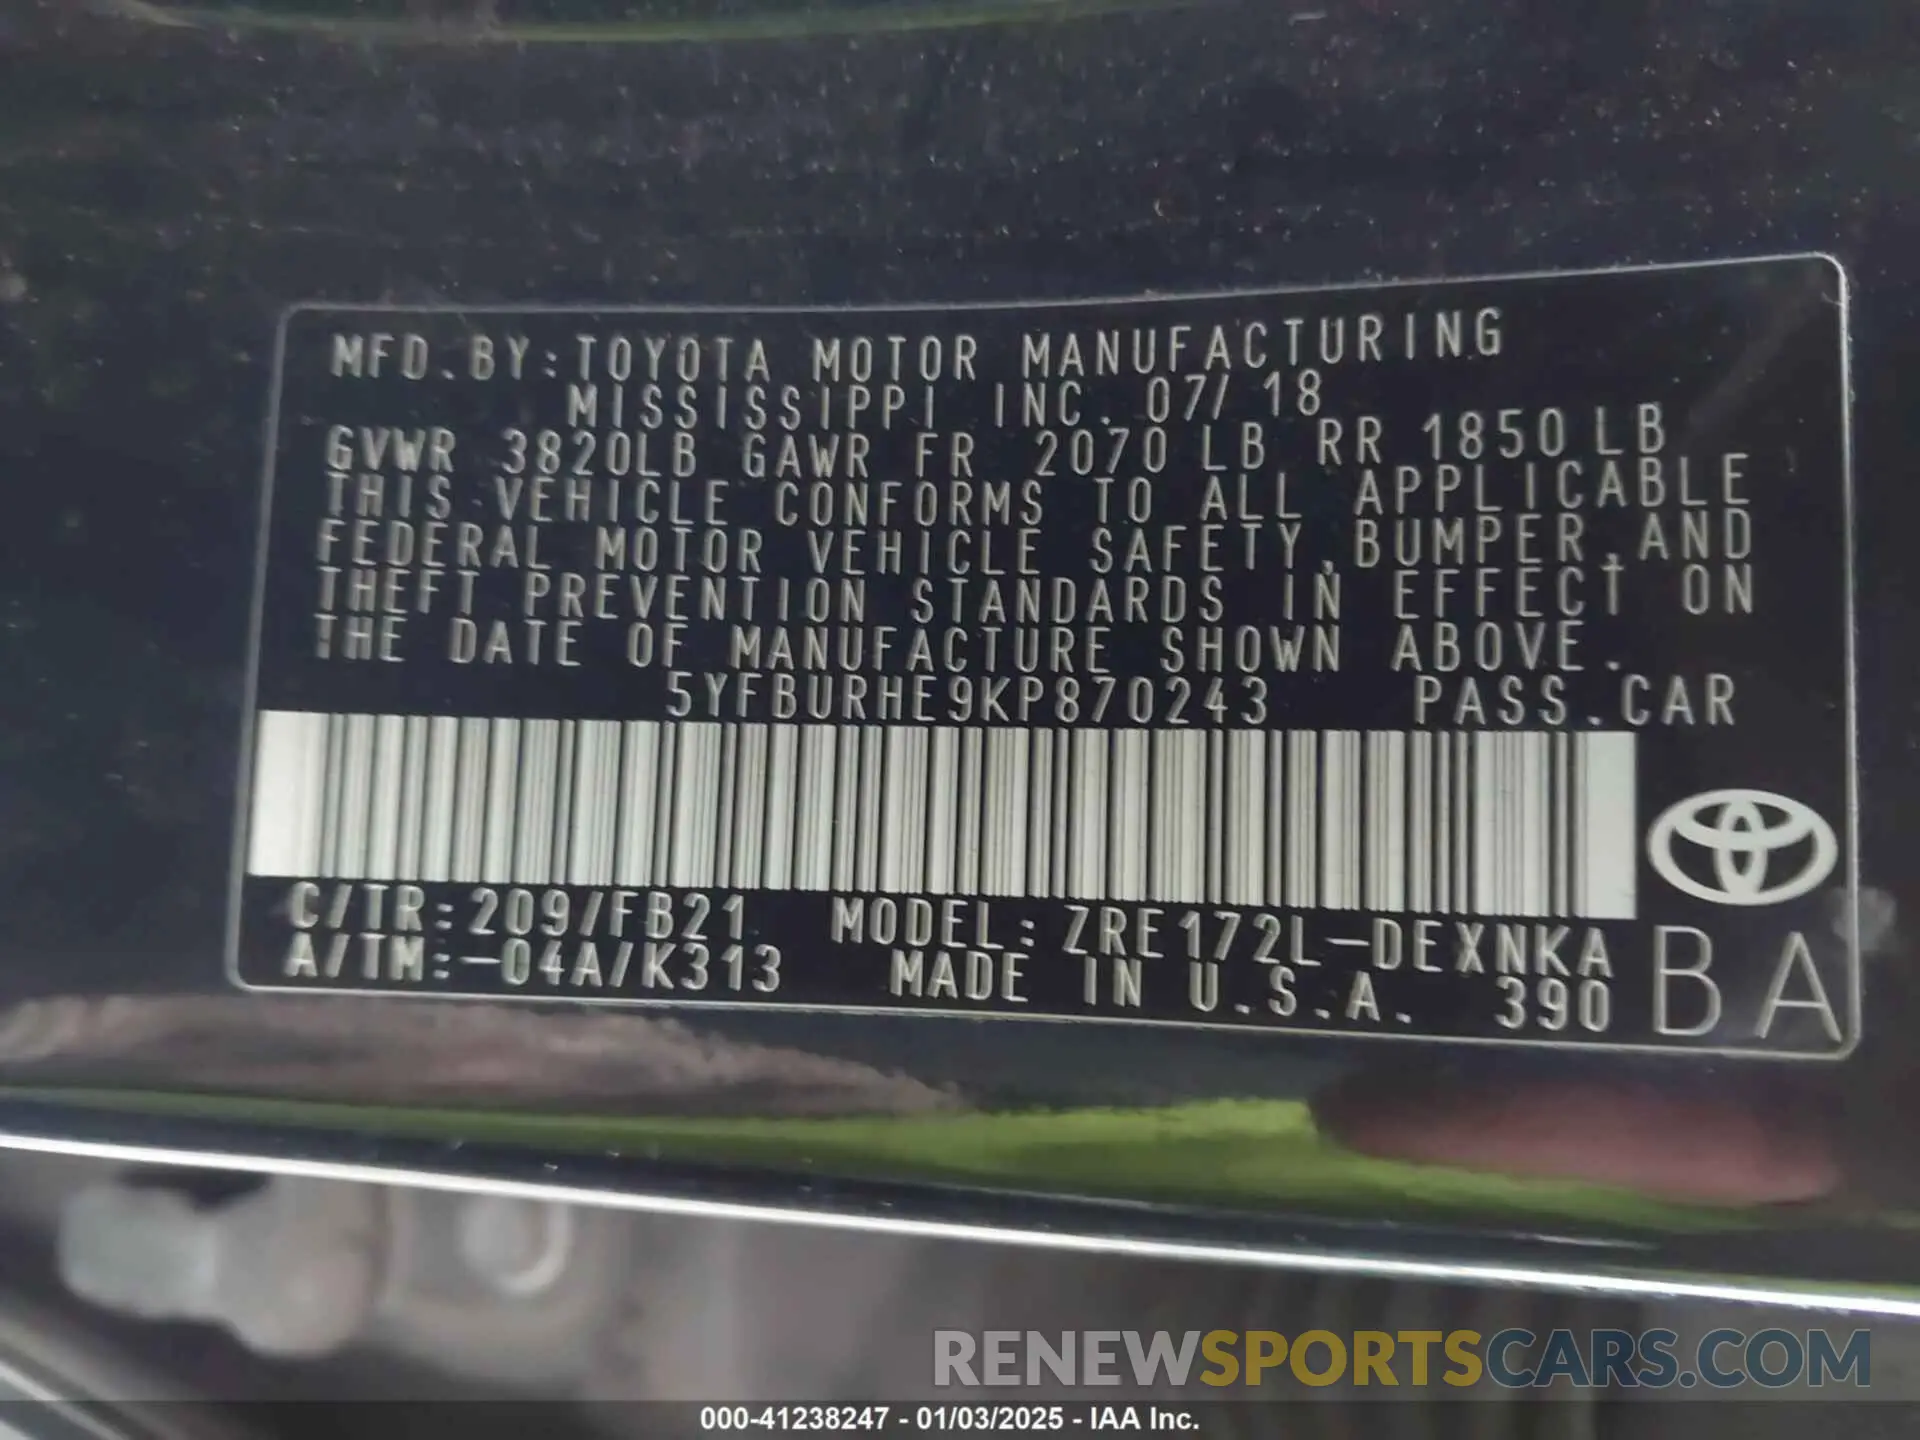 MFD.BY:TOYOTA MOTOR MANUFACTURING
MISSISSIPPI INC. 07/18
GVWR 3820LB GAWR FR 2070 LB RR 1850LB
THIS VEHICLE CONFORMS TO ALL APPLICABLE
FEDERAL MOTOR VEHICLE SAFETY,BUMPER,AND
THEFT PREVENTION STANDARDS IN EFFECT ON
THE DATE OF MANUFACTURE SHOWN ABOVE.
5YFBURHE9KP870243 PASS.CAR
C/TR:209/FB21 MODEL:ZRE172L-DEXNKA
A/TM:-04A/K313 MADE IN U.S.A. 390
BA
RENEWSPORTSCARS.COM
000-41238247 - 01/03/2025 - IAA Inc.